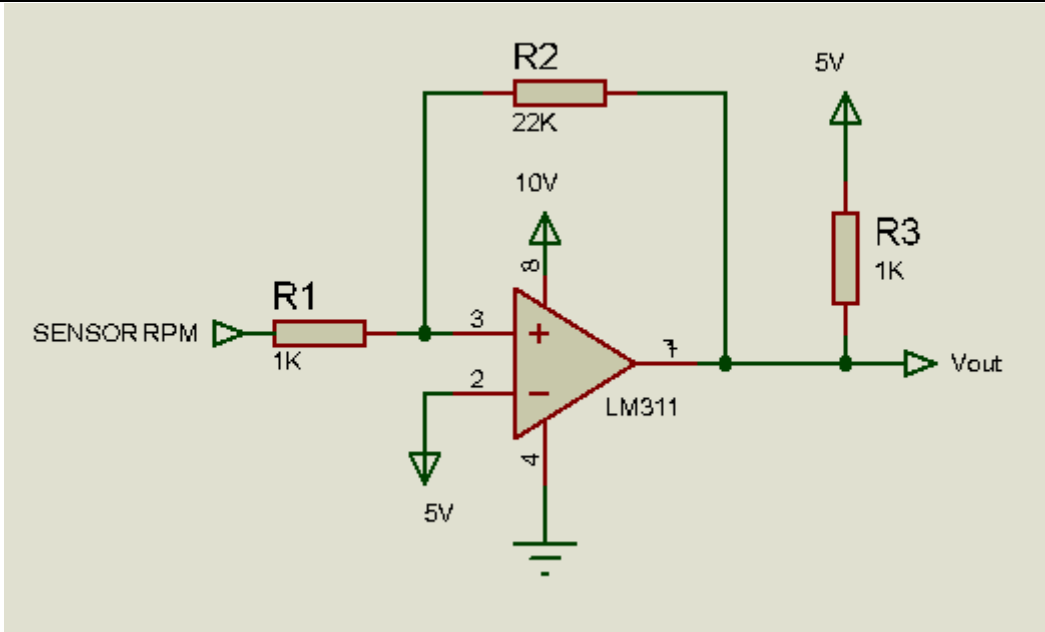 R2
22K
5V
10V
8
R3
1K
R1
SENSOR RPM
1K
3
+
7
Vout
2
−
LM311
4
5V